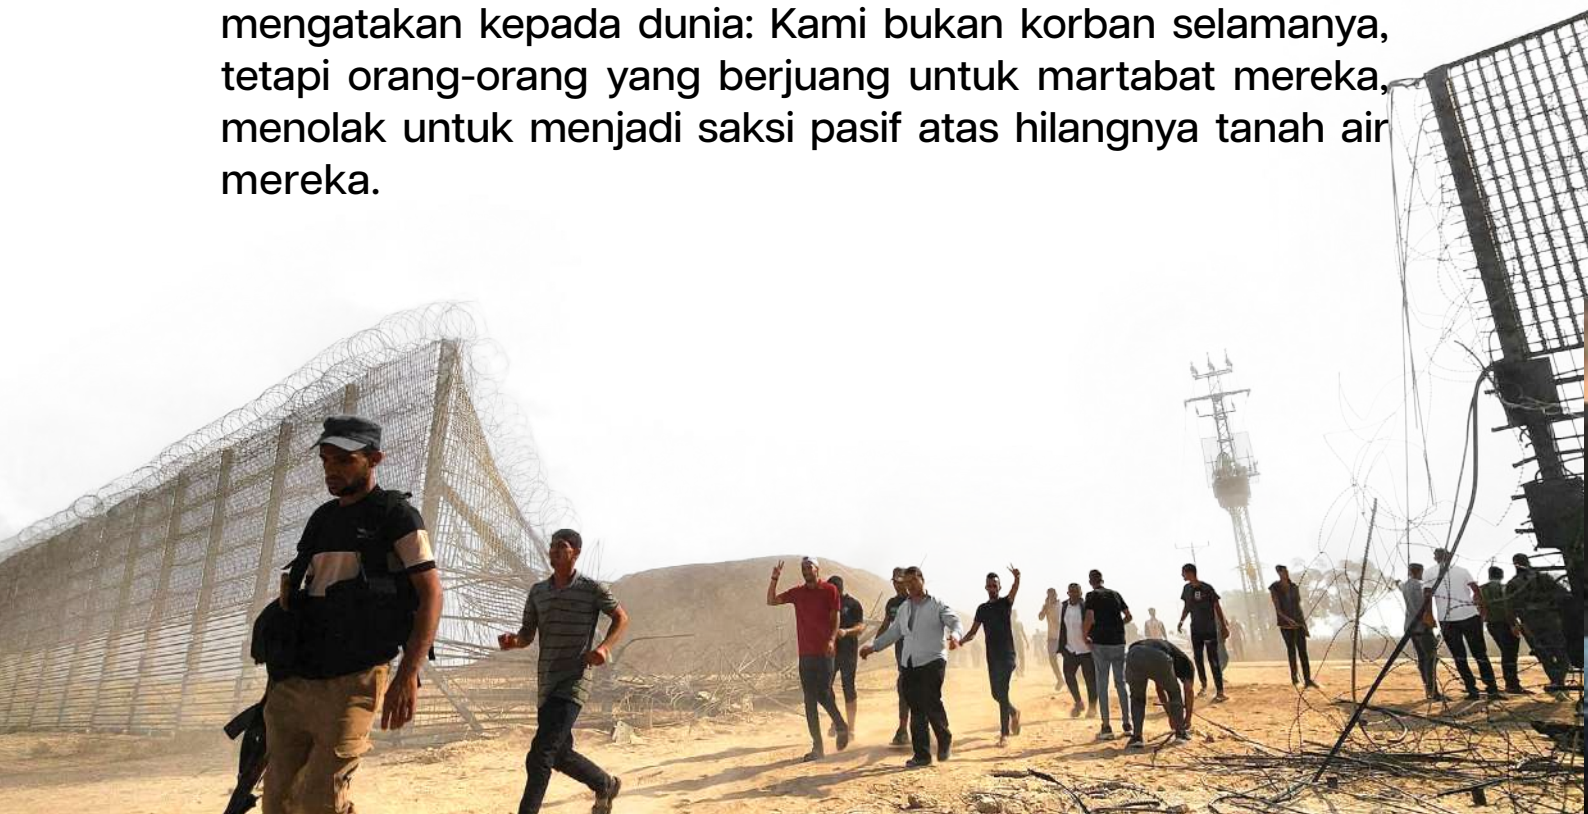 mengatakan kepada dunia: Kami bukan korban selamanya,
tetapi orang-orang yang berjuang untuk martabat mereka,
menolak untuk menjadi saksi pasif atas hilangnya tanah air
mereka.